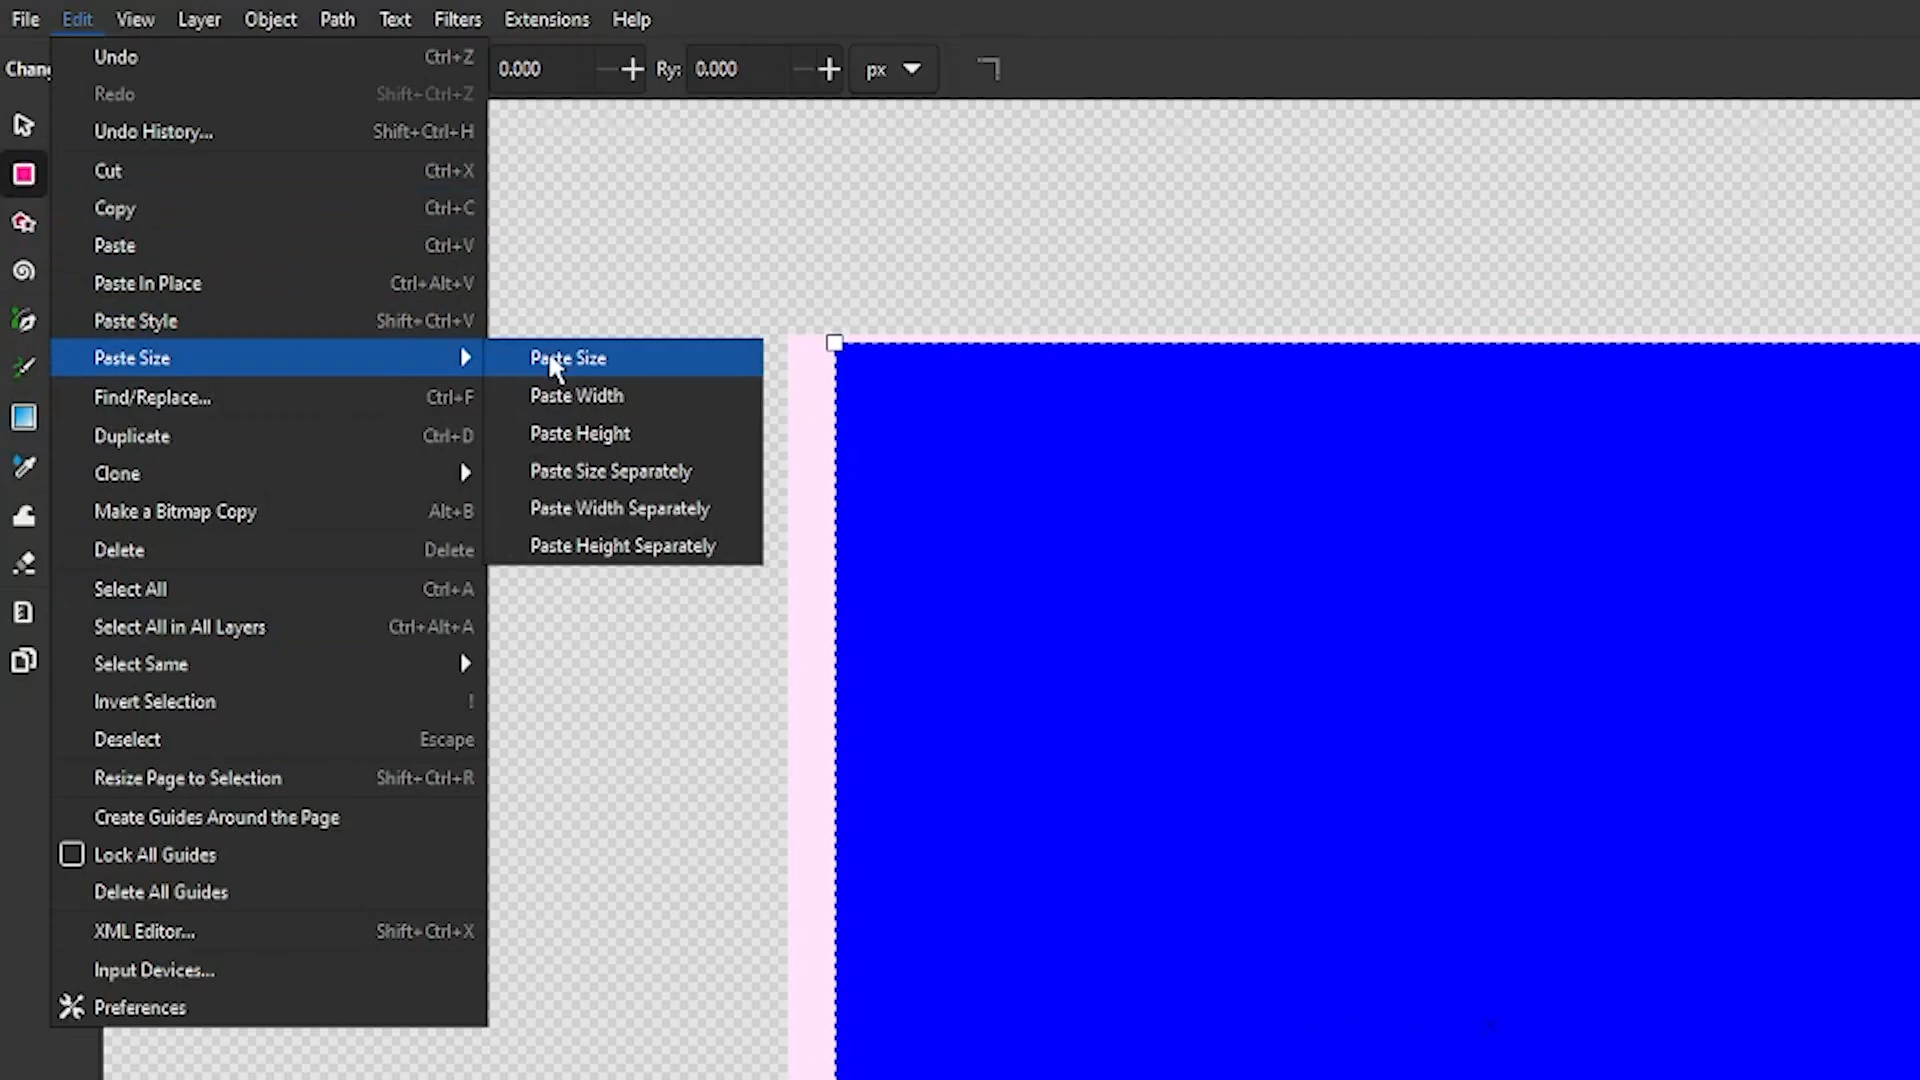 File Edit View Layer Object Path Text Filters Extensions Help
Chang 0.000 Ry: 0.000 px
Undo Ctrl+Z
Redo Shift+Ctrl+Z
Undo History... Shift+Ctrl+H
Cut Ctrl+X
Copy Ctrl+C
Paste Ctrl+V
Paste In Place Ctrl+Alt+V
Paste Style Shift+Ctrl+V
Paste Size
Find/Replace... Ctrl+F
Duplicate Ctrl+D
Clone
Make a Bitmap Copy Alt+B
Delete Delete
Select All Ctrl+A
Select All in All Layers Ctrl+Alt+A
Select Same
Invert Selection !
Deselect Escape
Resize Page to Selection Shift+Ctrl+R
Create Guides Around the Page
Lock All Guides
Delete All Guides
XML Editor... Shift+Ctrl+X
Input Devices...
Preferences
Paste Size
Paste Width
Paste Height
Paste Size Separately
Paste Width Separately
Paste Height Separately